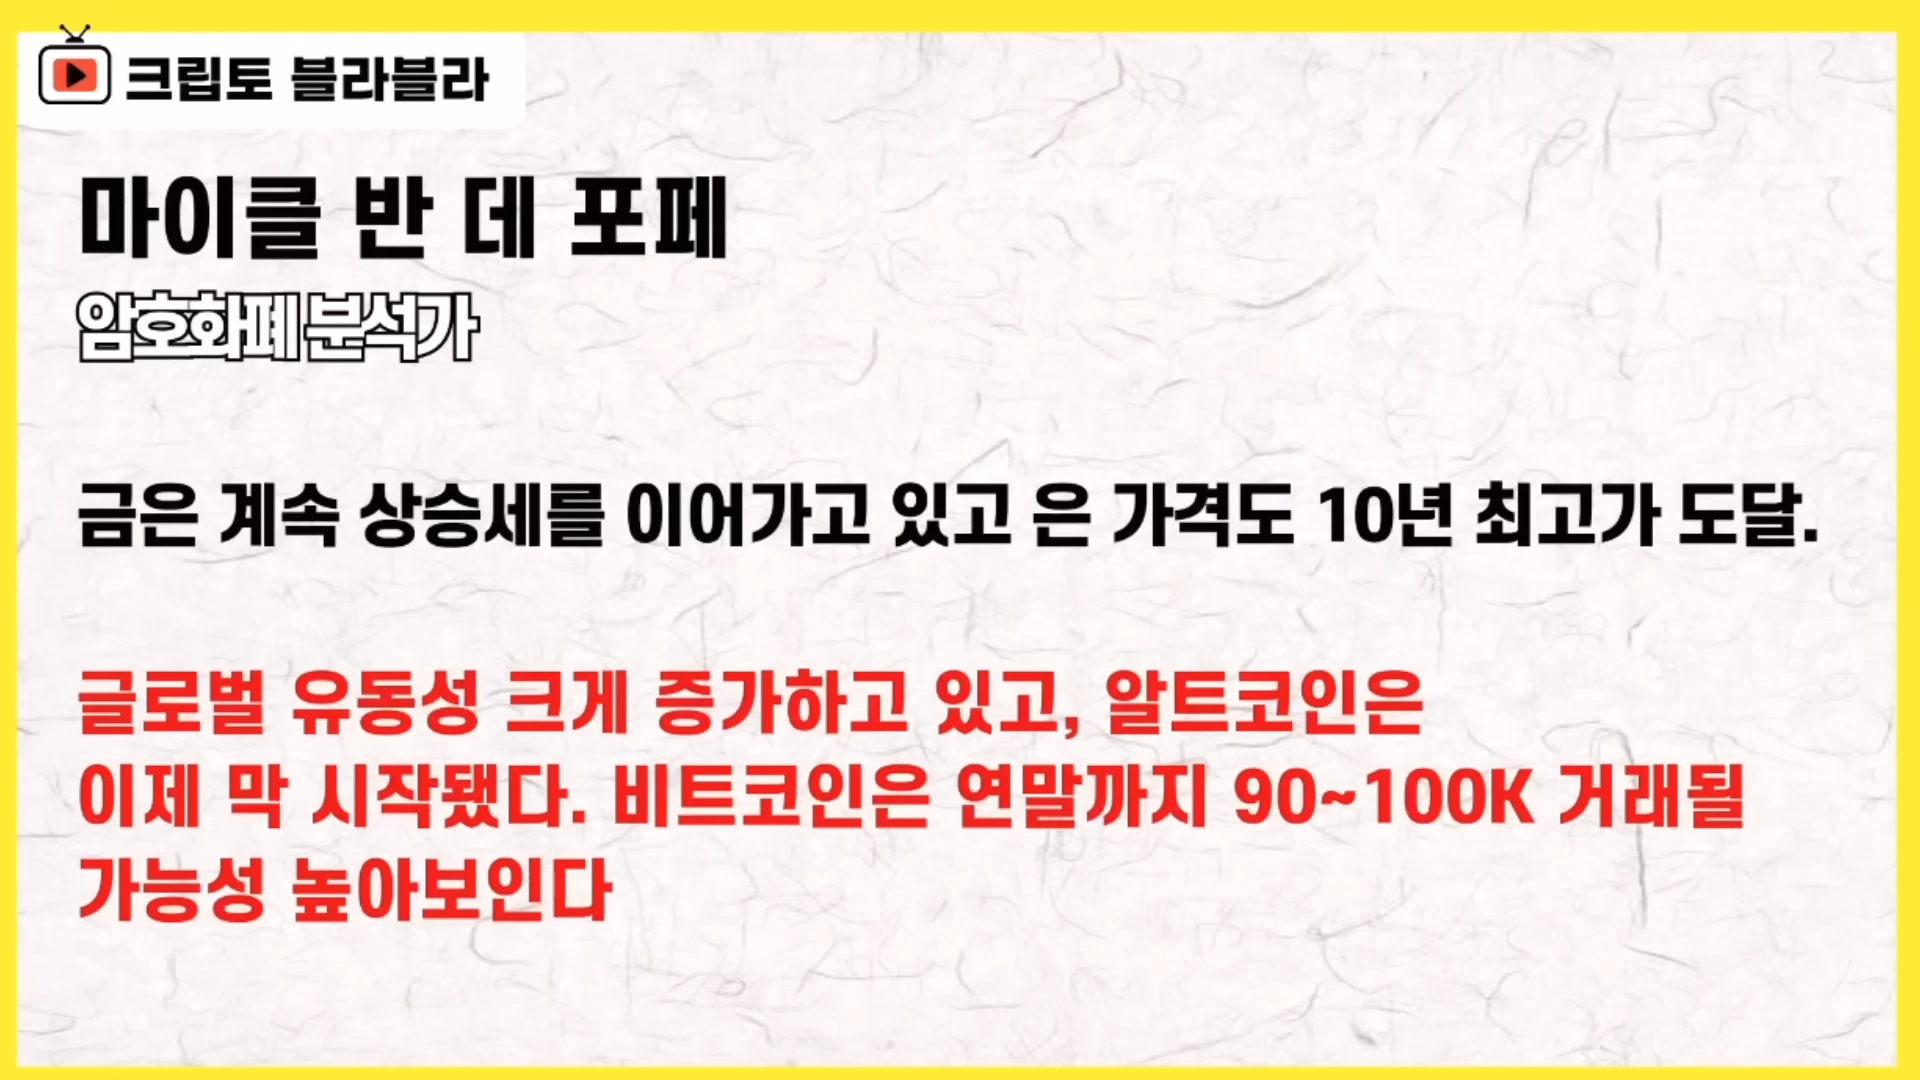 크립토 블라블라
마이클 반 데 포페
암호화폐 분석가
금은 계속 상승세를 이어가고 있고 은 가격도 10년 최고가 도달.
글로벌 유동성 크게 증가하고 있고, 알트코인은
이제 막 시작됐다. 비트코인은 연말까지 90~100K 거래될
가능성 높아보인다